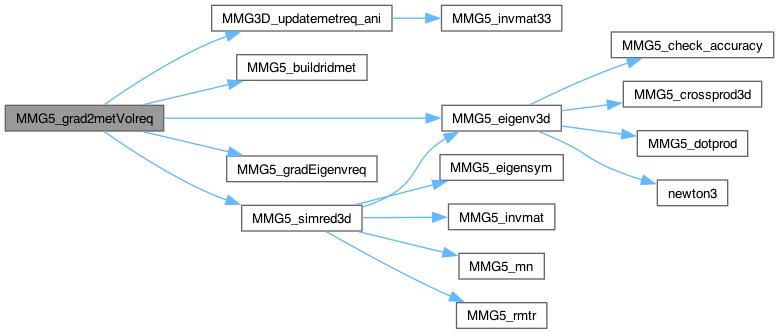 MMG3D_updatemetreq_ani
MMG5_invmat33
MMG5_check_accuracy
MMG5_buildridmet
MMG5_crossprod3d
MMG5_grad2metVolreq
MMG5_eigenv3d
MMG5_dotprod
MMG5_gradEigenvreq
MMG5_eigensym
newton3
MMG5_simred3d
MMG5_invmat
MMG5_mn
MMG5_rmtr